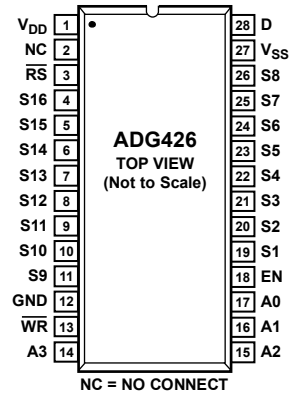 VDD 1 28 D
NC 2 27 VSS
R̅S̅ 3 26 S8
S16 4 25 S7
S15 5 24 S6
S14 6 23 S5
S13 7 22 S4
S12 8 21 S3
S11 9 20 S2
S10 10 19 S1
S9 11 18 EN
GND 12 17 A0
W̅R̅ 13 16 A1
A3 14 15 A2
ADG426
TOP VIEW
(Not to Scale)
NC = NO CONNECT